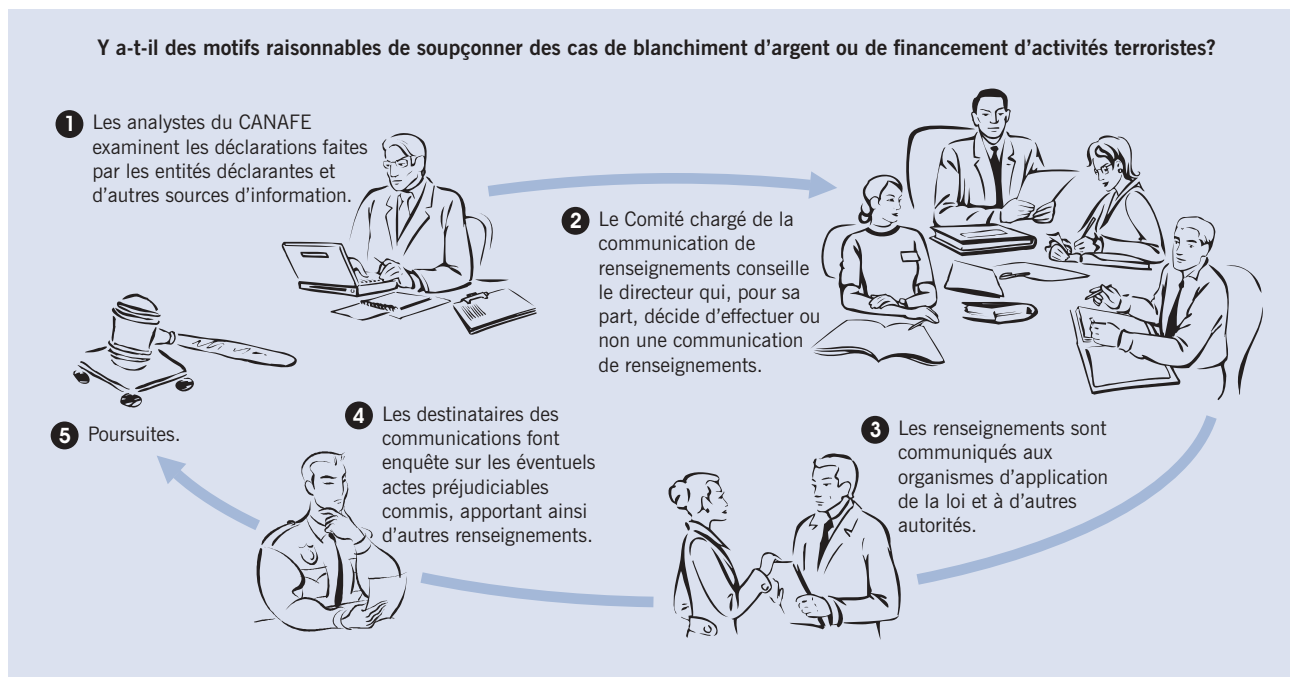 Y a-t-il des motifs raisonnables de soupçonner des cas de blanchiment d'argent ou de financement d'activités terroristes?
1 Les analystes du CANAFE
examinent les déclarations faites
par les entités déclarantes et
d'autres sources d'information.
2 Le Comité chargé de la
communication de
renseignements conseille
le directeur qui, pour sa
part, décide d'effectuer ou
non une communication
de renseignements.
3 Les renseignements sont
communiqués aux
organismes d'application
de la loi et à d'autres
autorités.
4 Les destinataires des
communications font
enquête sur les éventuels
actes préjudiciables
commis, apportant ainsi
d'autres renseignements.
5 Poursuites.